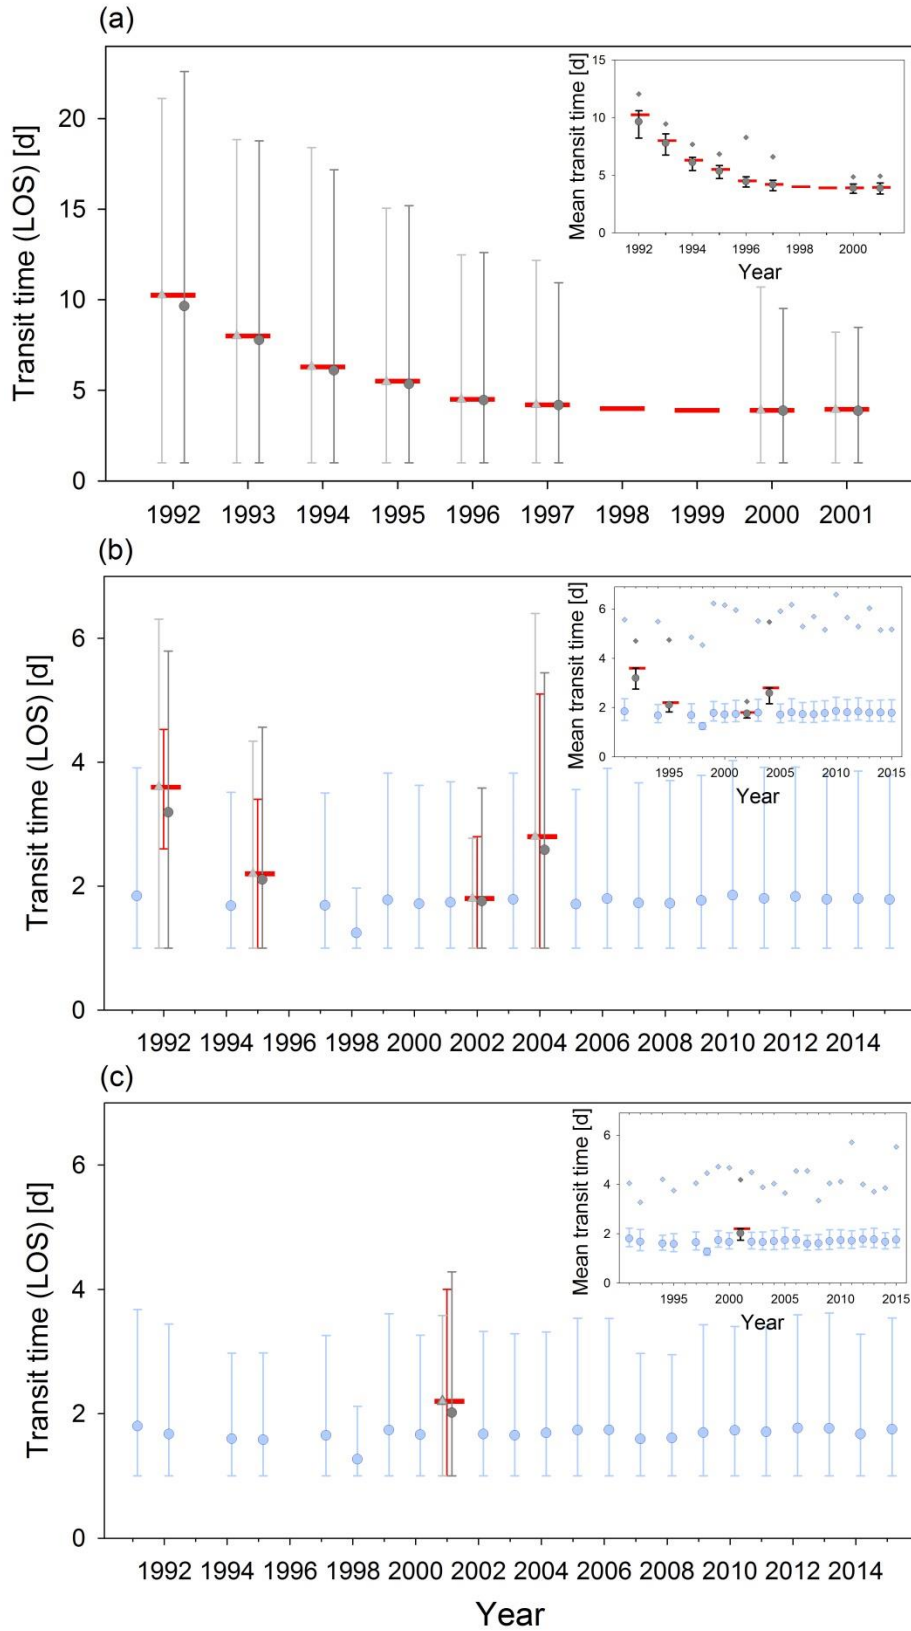 (a)
Transit time (LOS) [d]
20
15
10
5
0
1992 1993 1994 1995 1996 1997 1998 1999 2000 2001
Mean transit time [d]
15
10
5
0
1992 1994 1996 1998 2000
Year
(b)
Transit time (LOS) [d]
6
4
2
0
1992 1994 1996 1998 2000 2002 2004 2006 2008 2010 2012 2014
Mean transit time [d]
6
4
2
0
1995 2000 2005 2010 2015
Year
(c)
Transit time (LOS) [d]
6
4
2
0
1992 1994 1996 1998 2000 2002 2004 2006 2008 2010 2012 2014
Year
Mean transit time [d]
6
4
2
0
1995 2000 2005 2010 2015
Year